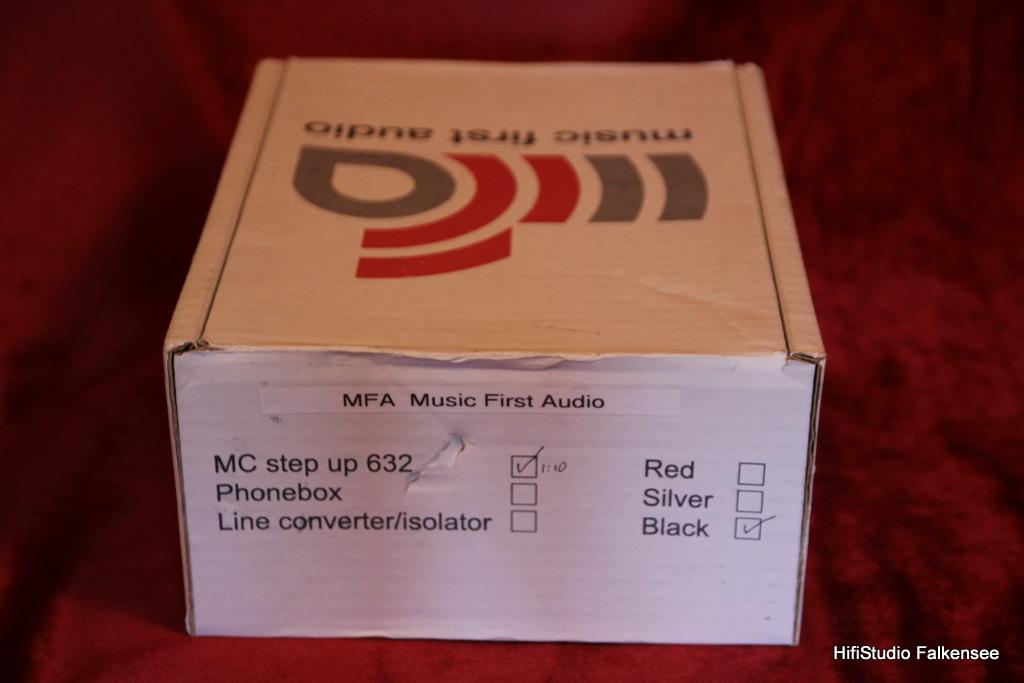 music first audio
MFA Music First Audio
MC step up 632 ☑ 1:10 Red ☐
Phonebox ☐ Silver ☐
Line converter/isolator ☐ Black ☑
HifiStudio Falkensee